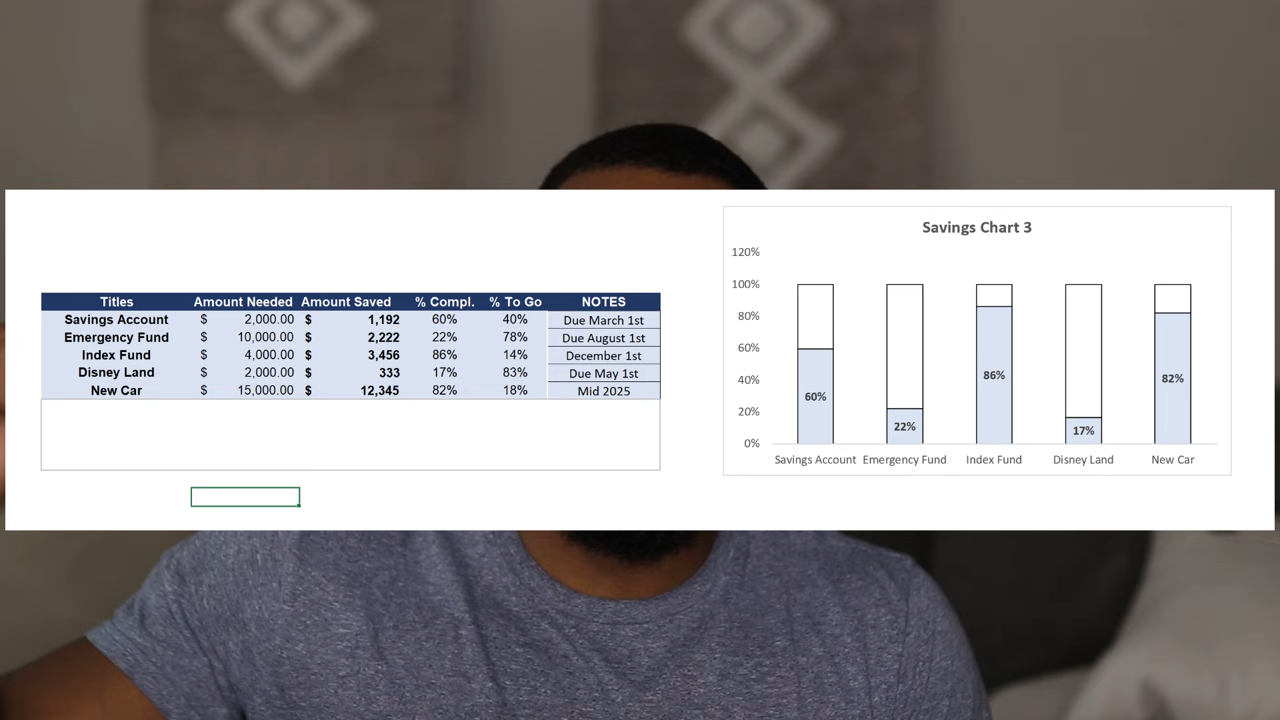 Titles Amount Needed Amount Saved % Compl. % To Go NOTES
Savings Account $ 2,000.00 $ 1,192 60% 40% Due March 1st
Emergency Fund $ 10,000.00 $ 2,222 22% 78% Due August 1st
Index Fund $ 4,000.00 $ 3,456 86% 14% December 1st
Disney Land $ 2,000.00 $ 333 17% 83% Due May 1st
New Car $ 15,000.00 $ 12,345 82% 18% Mid 2025
Savings Chart 3
120%
100%
80%
60%
40%
20%
0%
60% 22% 86% 17% 82%
Savings Account Emergency Fund Index Fund Disney Land New Car